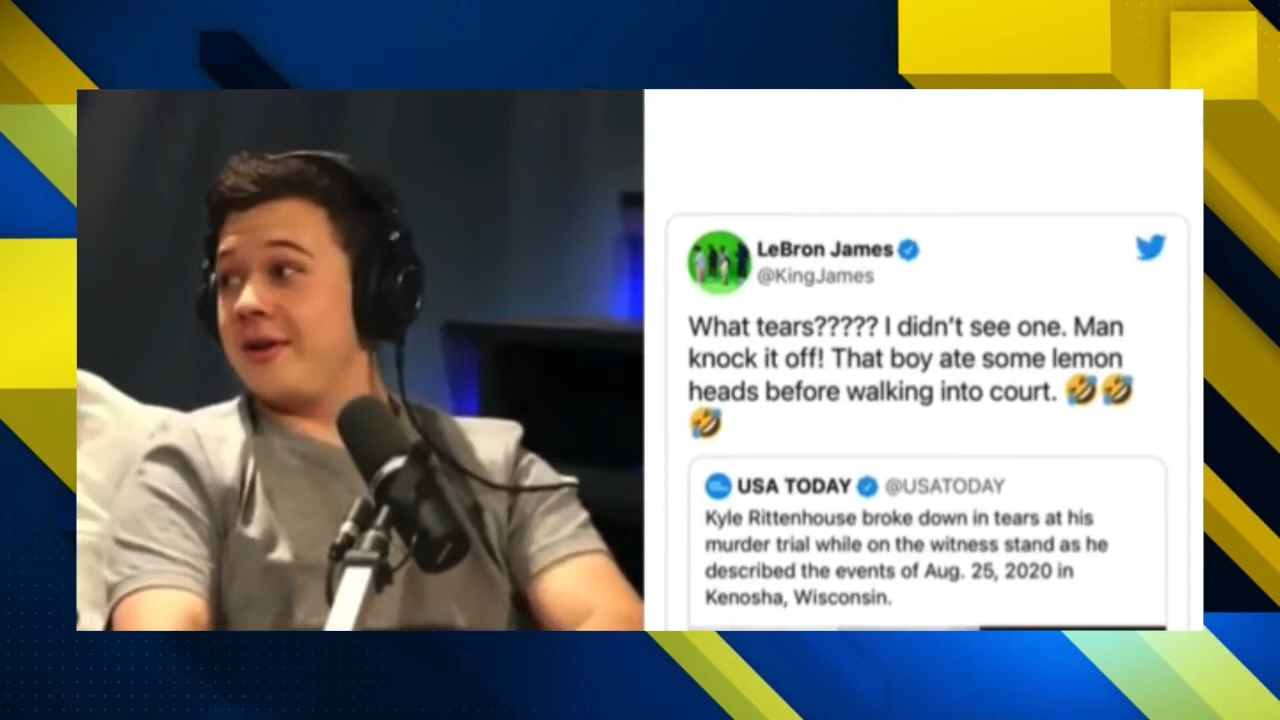 LeBron James
@KingJames
What tears????? I didn't see one. Man
knock it off! That boy ate some lemon
heads before walking into court. 🤣🤣
🤣
USA TODAY @USATODAY
Kyle Rittenhouse broke down in tears at his
murder trial while on the witness stand as he
described the events of Aug. 25, 2020 in
Kenosha, Wisconsin.